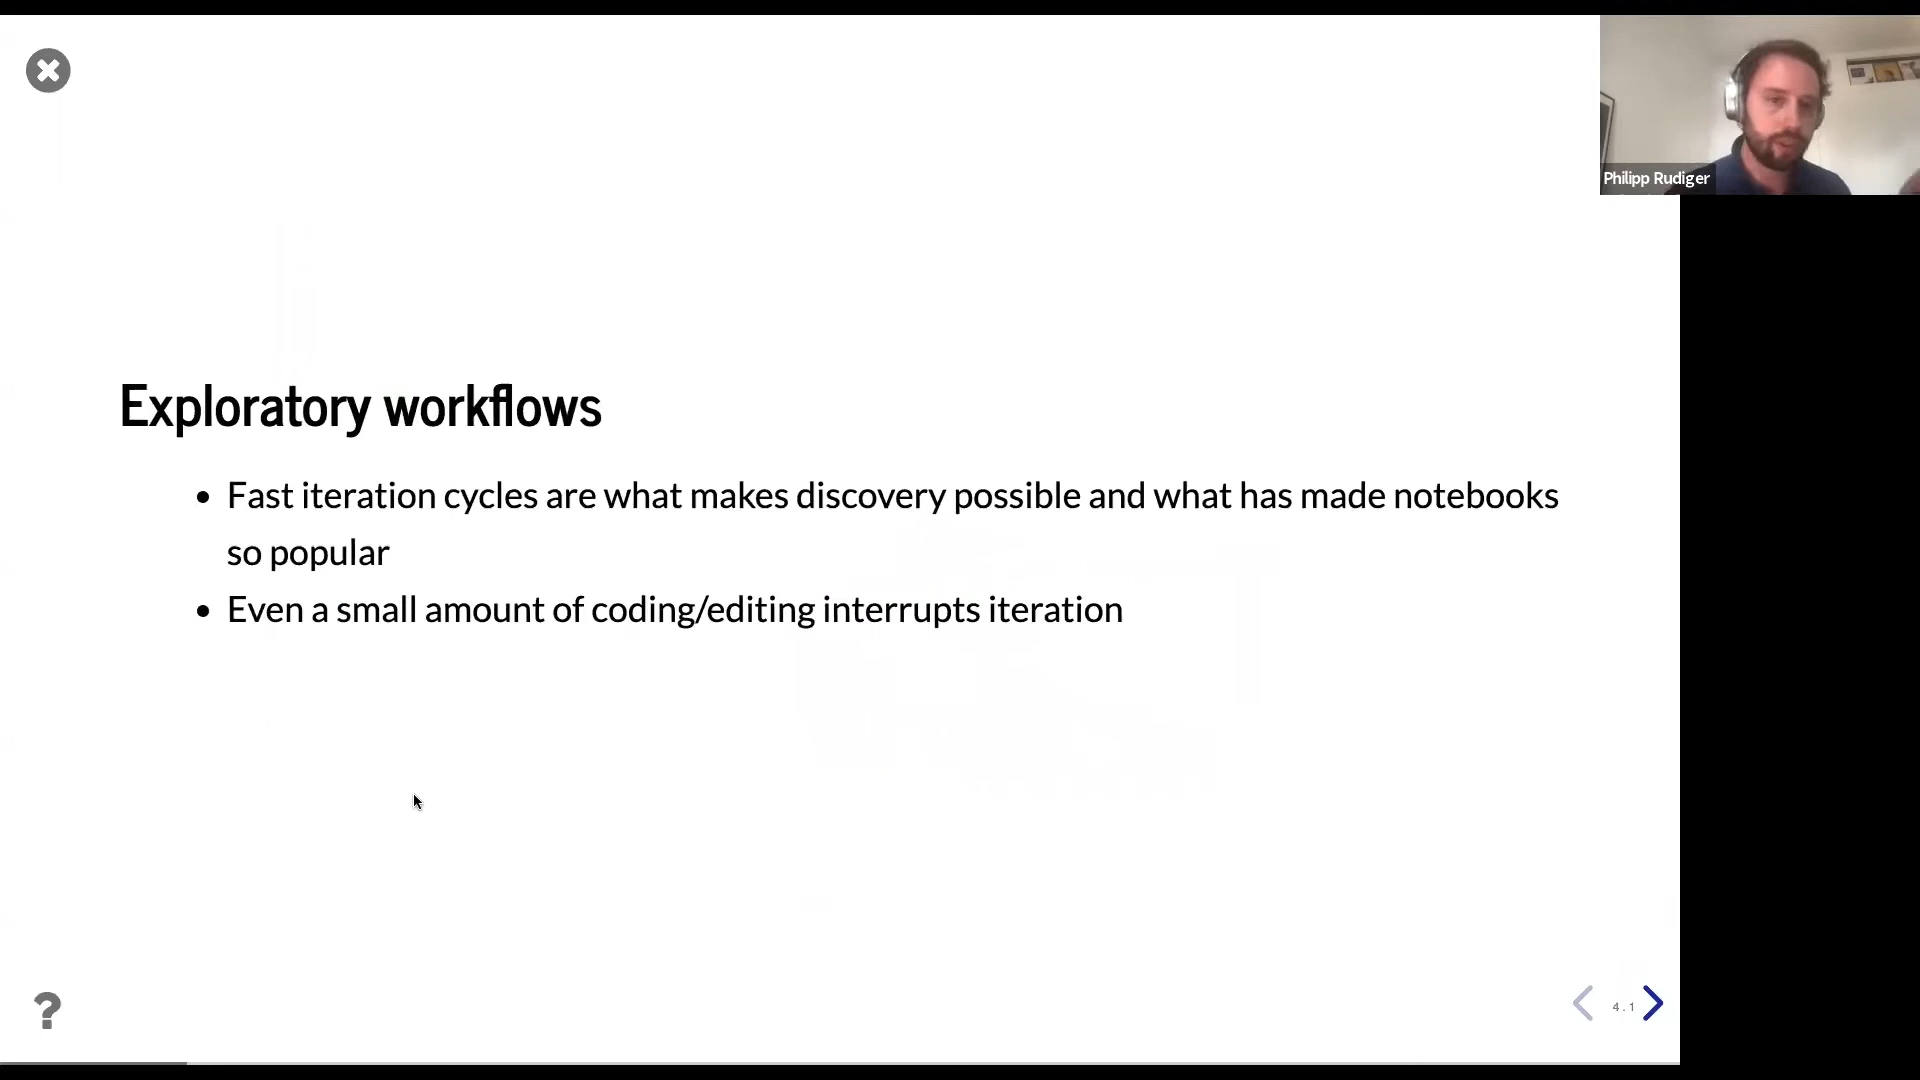 Philipp Rudiger
Exploratory workflows
• Fast iteration cycles are what makes discovery possible and what has made notebooks
so popular
• Even a small amount of coding/editing interrupts iteration
?
4.1